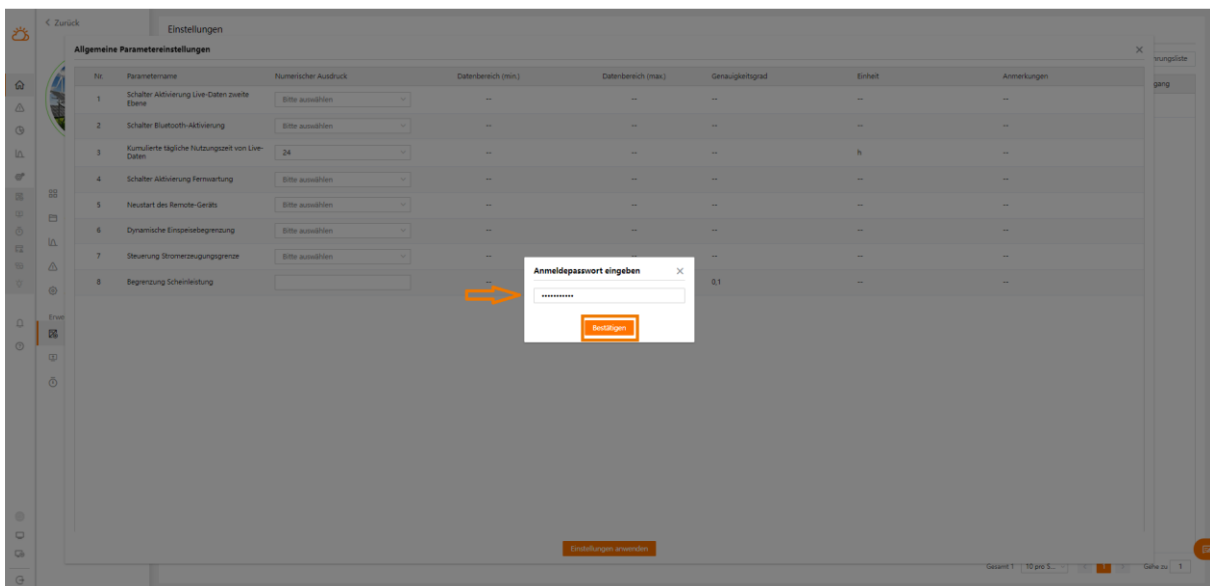 Zurück
Einstellungen
Allgemeine Parametereinstellungen
Nr. Parametername Numerischer Ausdruck Datenbereich (min.) Datenbereich (max.) Genauigkeitsgrad Einheit Anmerkungen
1 Schalter Aktivierung Live-Daten zweite Ebene Bitte auswählen -- -- -- -- --
2 Schalter Bluetooth-Aktivierung Bitte auswählen -- -- -- -- --
3 Kumulierte tägliche Nutzungszeit von Live-Daten 24 -- -- -- h --
4 Schalter Aktivierung Fernwartung Bitte auswählen -- -- -- -- --
5 Neustart des Remote-Geräts Bitte auswählen -- -- -- -- --
6 Dynamische Einspeisebegrenzung Bitte auswählen -- -- -- -- --
7 Steuerung Stromerzeugungsgrenze Bitte auswählen -- --
8 Begrenzung Scheinleistung -- 0,1 -- --
Anmeldepasswort eingeben
•••••••••••
Bestätigen
Einstellungen anwenden
Gesamt 1 10 pro S... 1 Gehe zu 1